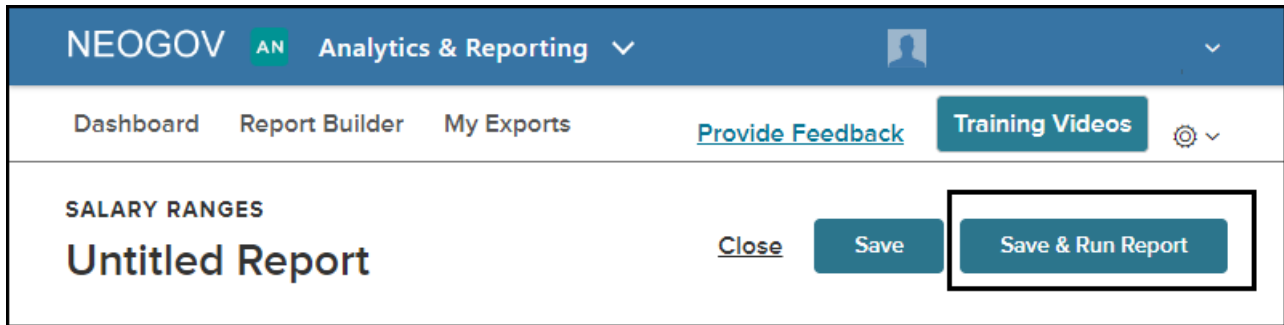 NEOGOV AN Analytics & Reporting
Dashboard Report Builder My Exports Provide Feedback Training Videos
SALARY RANGES
Untitled Report
Close Save Save & Run Report